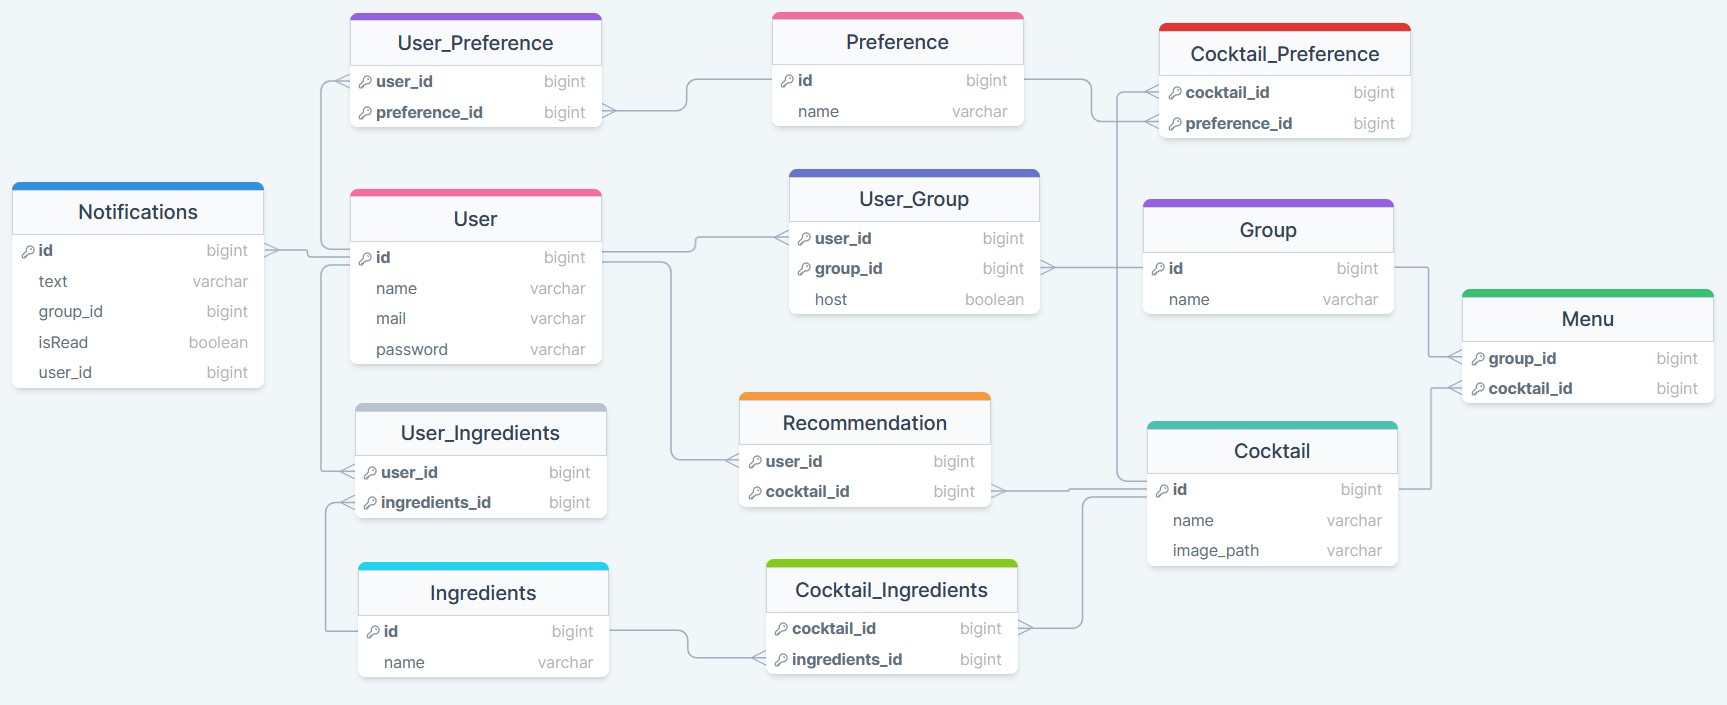 User_Preference
user_id bigint
preference_id bigint
Preference
id bigint
name varchar
Cocktail_Preference
cocktail_id bigint
preference_id bigint
Notifications
id bigint
text varchar
group_id bigint
isRead boolean
user_id bigint
User
id bigint
name varchar
mail varchar
password varchar
User_Group
user_id bigint
group_id bigint
host boolean
Group
id bigint
name varchar
Menu
group_id bigint
cocktail_id bigint
User_Ingredients
user_id bigint
ingredients_id bigint
Recommendation
user_id bigint
cocktail_id bigint
Cocktail
id bigint
name varchar
image_path varchar
Ingredients
id bigint
name varchar
Cocktail_Ingredients
cocktail_id bigint
ingredients_id bigint